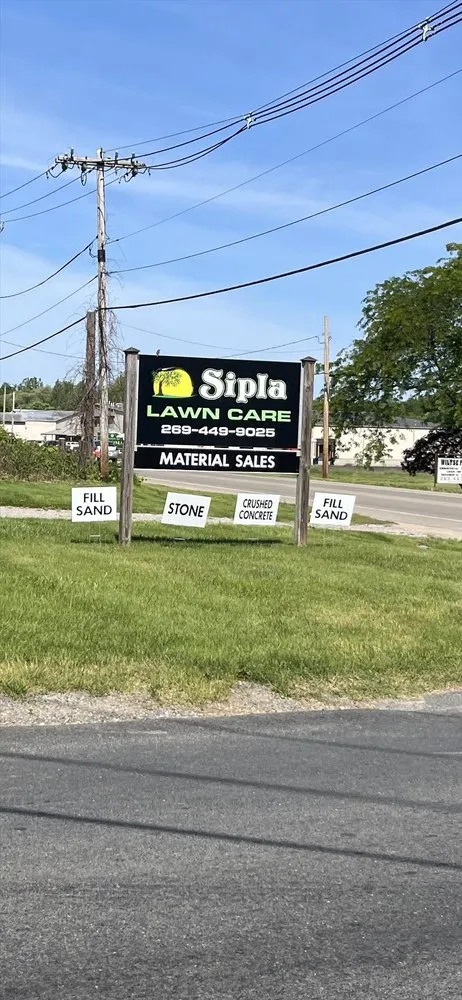 Sipla
LAWN CARE
269-449-9025
MATERIAL SALES
FILL
SAND
STONE
CRUSHED
CONCRETE
FILL
SAND